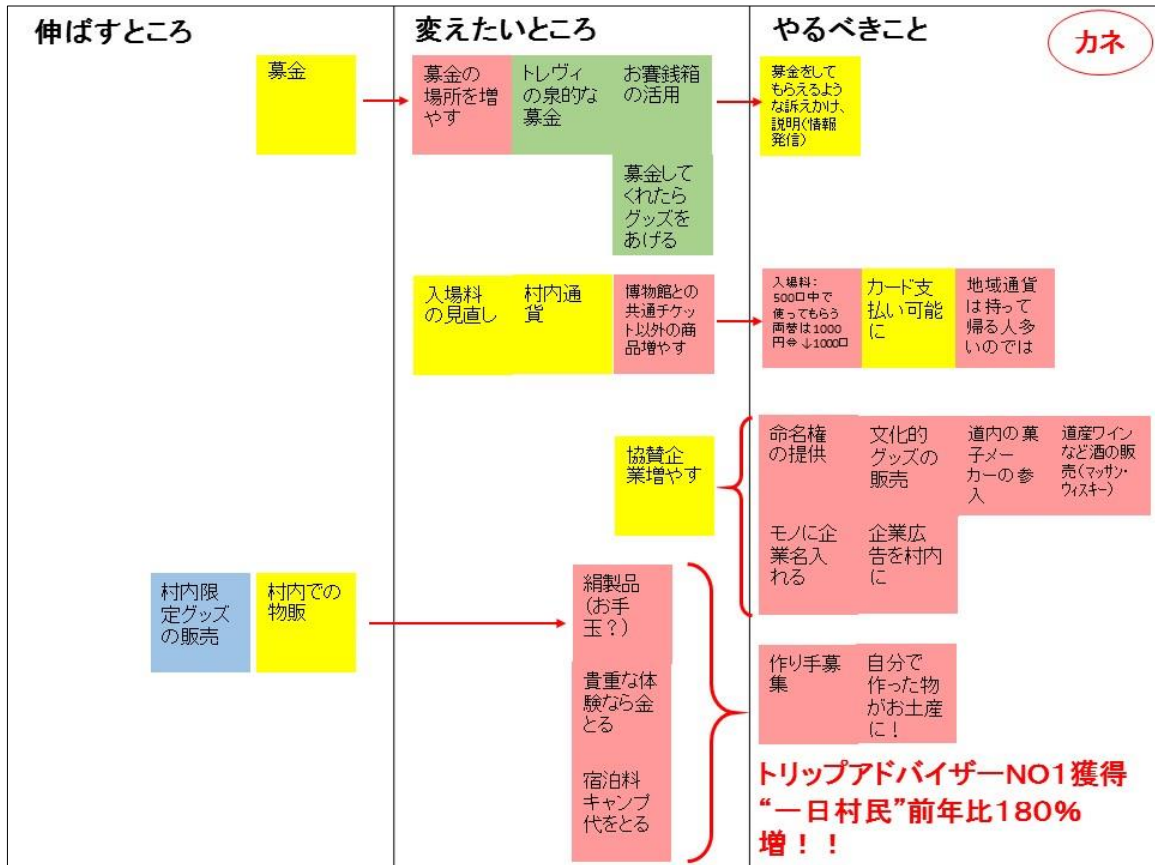 伸ばすところ
変えたいところ
やるべきこと
カネ
募金
募金の
場所を増
やす
トレヴィ
の泉的な
募金
お賽銭箱
の活用
募金をして
もらえるよう
な訴えかけ、
説明(情報
発信)
募金して
くれたら
グッズを
あげる
入場料
の見直し
村内通
貨
博物館との
共通チケッ
ト以外の商
品増やす
入場料:
500口中で
使ってもらう
両替は1000
円⇔↓1000口
カード支
払い可能
に
地域通貨
は持って
帰る人多
いのでは
協賛企
業増やす
命名権
の提供
文化的
グッズの
販売
道内の菓
子メー
カーの参
入
道産ワイン
など酒の販
売(マッサン・
ウィスキー)
モノに企
業名入
れる
企業広
告を村内
に
村内限
定グッズ
の販売
村内での
物販
絹製品
(お手
玉?)
貴重な体
験なら金
とる
宿泊料
キャンプ
代をとる
作り手募
集
自分で
作った物
がお土産
に!
トリップアドバイザーNO1獲得
“一日村民”前年比180%
増!!